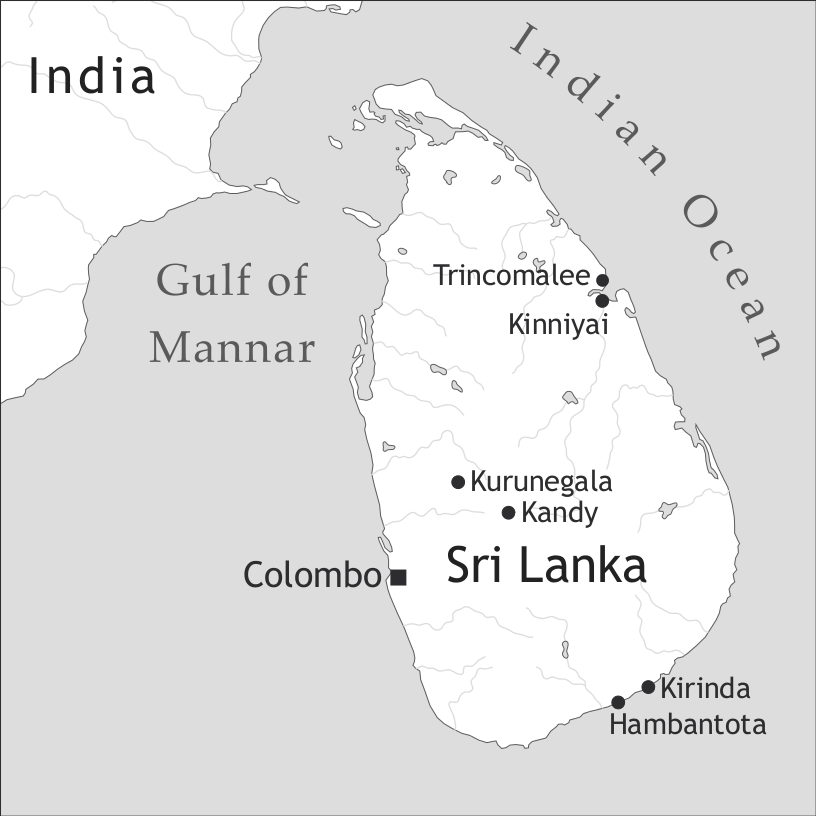 India
Indian Ocean
Gulf of
Mannar
Trincomalee
Kinniyai
Kurunegala
Kandy
Colombo
Sri Lanka
Kirinda
Hambantota